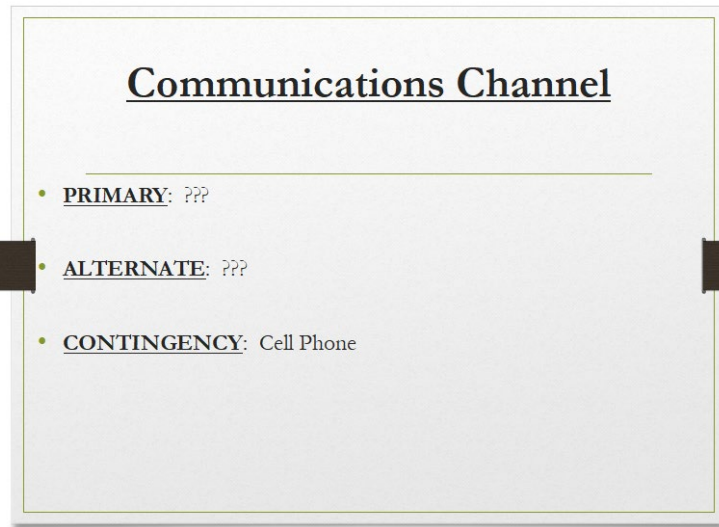 Communications Channel
• PRIMARY: ???
• ALTERNATE: ???
• CONTINGENCY: Cell Phone